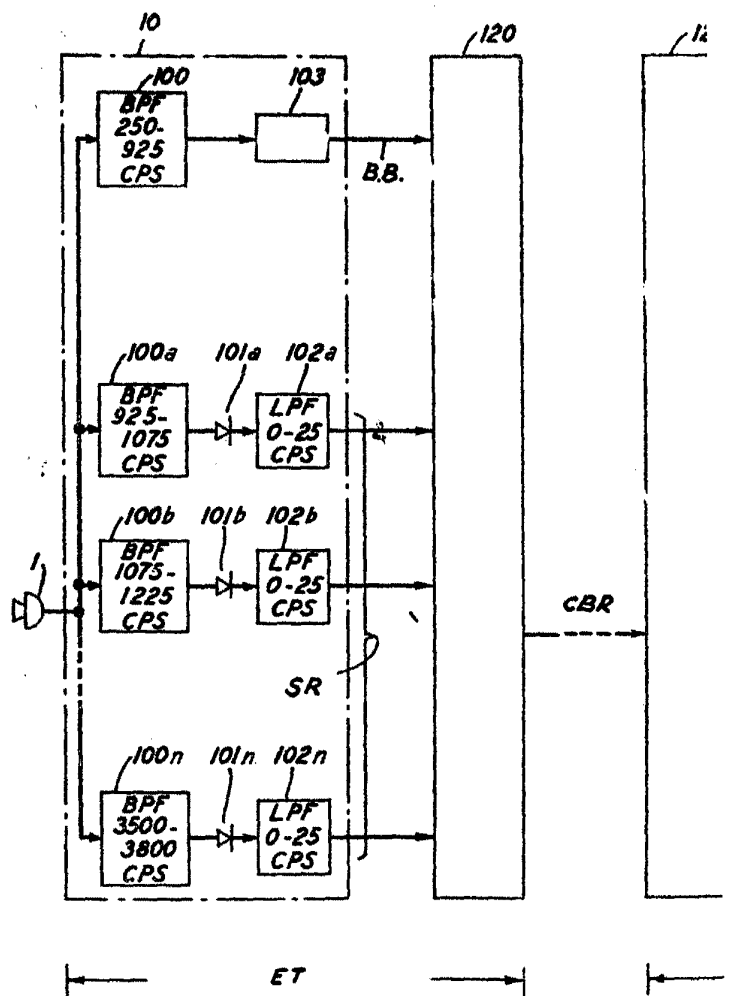 10
120
12
100
103
BPF
250-
925
CPS
B.B.
100a
101a
102a
BPF
925-
1075
CPS
LPF
0-25
CPS
100b
101b
102b
BPF
1075-
1225
CPS
LPF
0-25
CPS
1
CBR
SR
100n
101n
102n
BPF
3500-
3800
CPS
LPF
0-25
CPS
ET